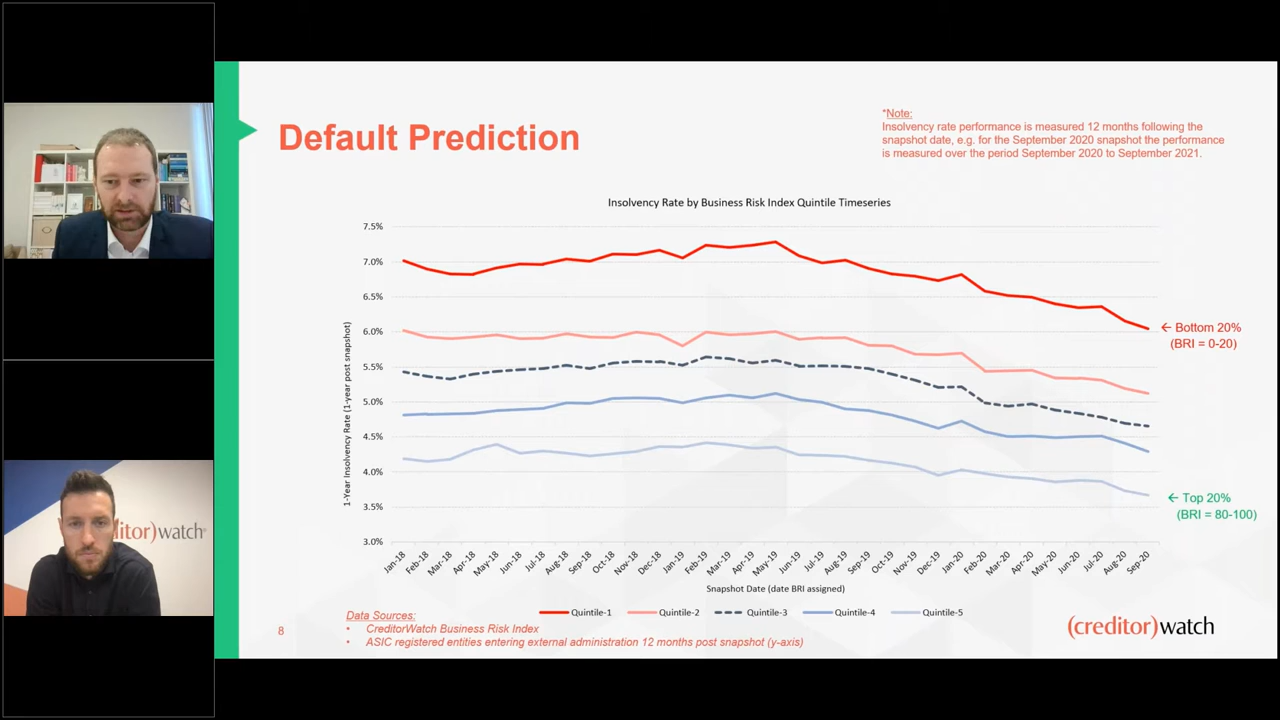 Default Prediction
*Note:
Insolvency rate performance is measured 12 months following the
snapshot date, e.g. for the September 2020 snapshot the performance
is measured over the period September 2020 to September 2021.
Insolvency Rate by Business Risk Index Quintile Timeseries
1-Year Insolvency Rate (1-year post snapshot)
7.5%
7.0%
6.5%
6.0%
5.5%
5.0%
4.5%
4.0%
3.5%
3.0%
← Bottom 20%
(BRI = 0-20)
← Top 20%
(BRI = 80-100)
Jan-18 Feb-18 Mar-18 Apr-18 May-18 Jun-18 Jul-18 Aug-18 Sep-18 Oct-18 Nov-18 Dec-18 Jan-19 Feb-19 Mar-19 Apr-19 May-19 Jun-19 Jul-19 Aug-19 Sep-19 Oct-19 Nov-19 Dec-19 Jan-20 Feb-20 Mar-20 Apr-20 May-20 Jun-20 Jul-20 Aug-20 Sep-20
Snapshot Date (date BRI assigned)
Quintile-1 Quintile-2 Quintile-3 Quintile-4 Quintile-5
Data Sources:
• CreditorWatch Business Risk Index
• ASIC registered entities entering external administration 12 months post snapshot (y-axis)
8
(creditor)watch
ditor)watch